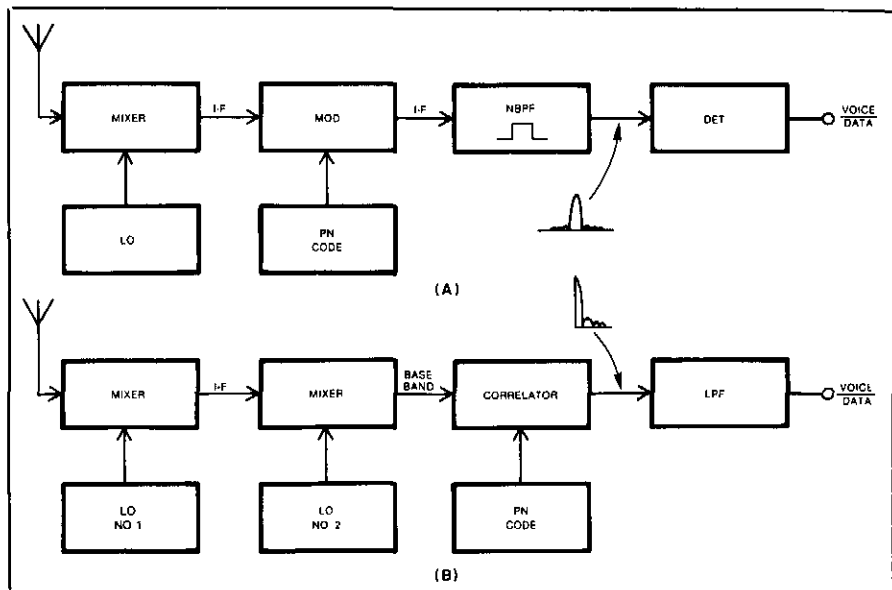 I-F
I-F
NBPF
VOICE
DATA
MIXER
MOD
DET
LO
PN
CODE
(A)
MIXER
I-F
MIXER
BASE
BAND
CORRELATOR
LPF
VOICE
DATA
LO
NO 1
LO
NO 2
PN
CODE
(B)